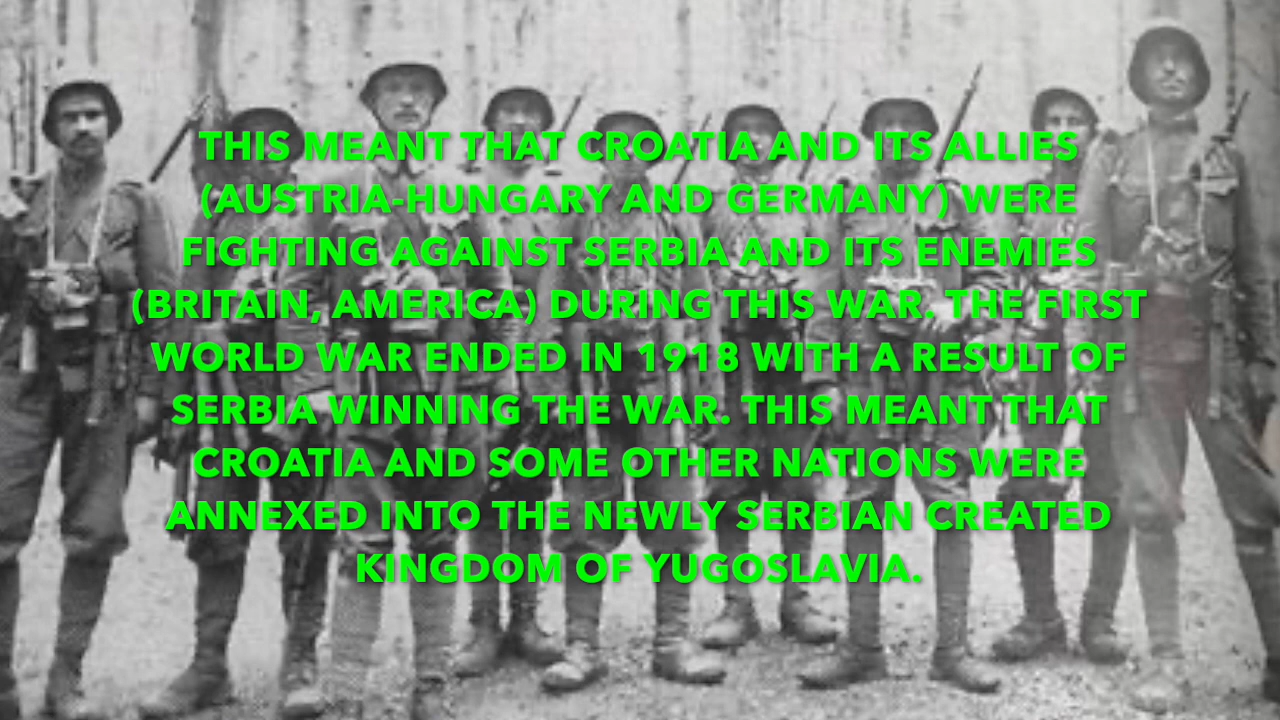 THIS MEANT THAT CROATIA AND ITS ALLIES
(AUSTRIA-HUNGARY AND GERMANY) WERE
FIGHTING AGAINST SERBIA AND ITS ENEMIES
(BRITAIN, AMERICA) DURING THIS WAR. THE FIRST
WORLD WAR ENDED IN 1918 WITH A RESULT OF
SERBIA WINNING THE WAR. THIS MEANT THAT
CROATIA AND SOME OTHER NATIONS WERE
ANNEXED INTO THE NEWLY SERBIAN CREATED
KINGDOM OF YUGOSLAVIA.